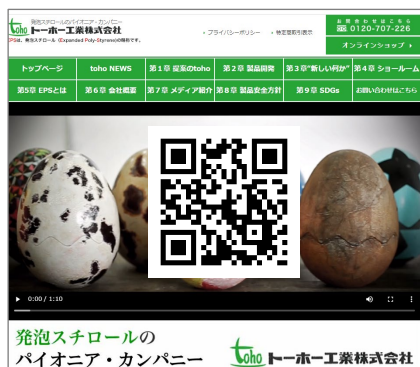 発泡スチロールのパイオニア・カンパニー
toho トーホー工業株式会社
PSは、発泡スチロール (Expanded Poly-Styrene)の略称です。
・プライバシーポリシー ・特定商取引表示
お問合わせはこちら
0120-707-226
オンラインショップ
トップページ toho NEWS 第1章 提案のtoho 第2章 製品開発 第3章"新しい何か" 第4章 ショールーム
第5章 EPSとは 第6章 会社概要 第7章 メディア紹介 第8章 製品安全方針 第9章 SDGs お問い合わせはこちら
0:00 / 1:10
発泡スチロールの
パイオニア・カンパニー
toho トーホー工業株式会社